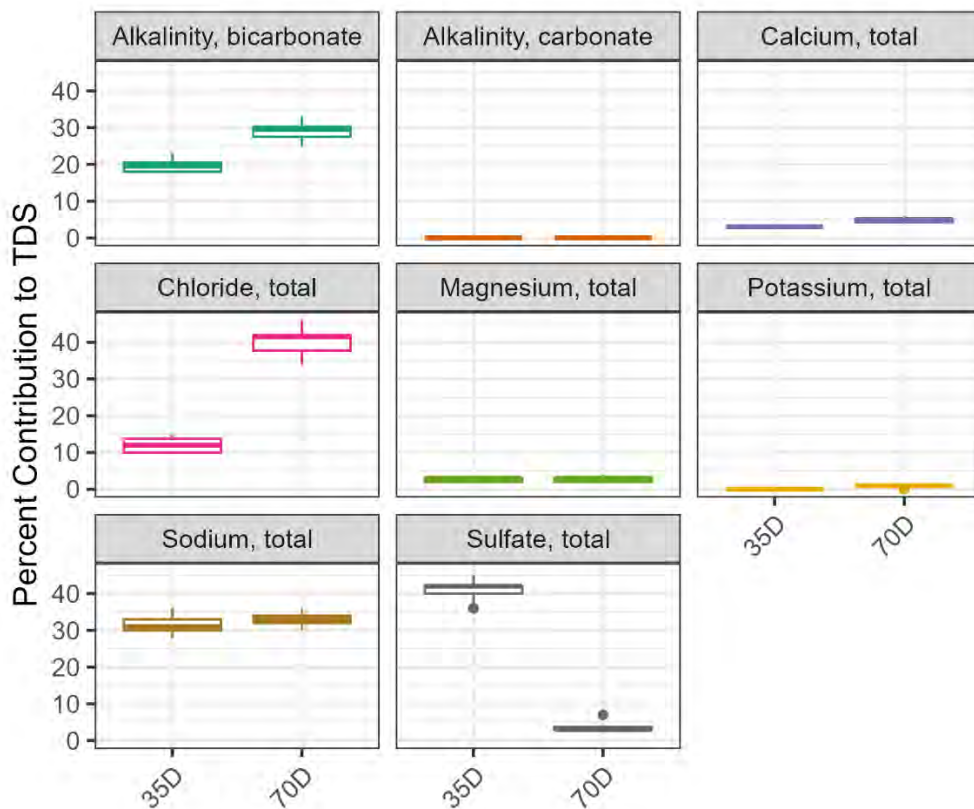 Percent Contribution to TDS
Alkalinity, bicarbonate
Alkalinity, carbonate
Calcium, total
40
30
20
10
0
Chloride, total
Magnesium, total
Potassium, total
40
30
20
10
0
35D
70D
Sodium, total
Sulfate, total
40
30
20
10
0
35D
70D
35D
70D